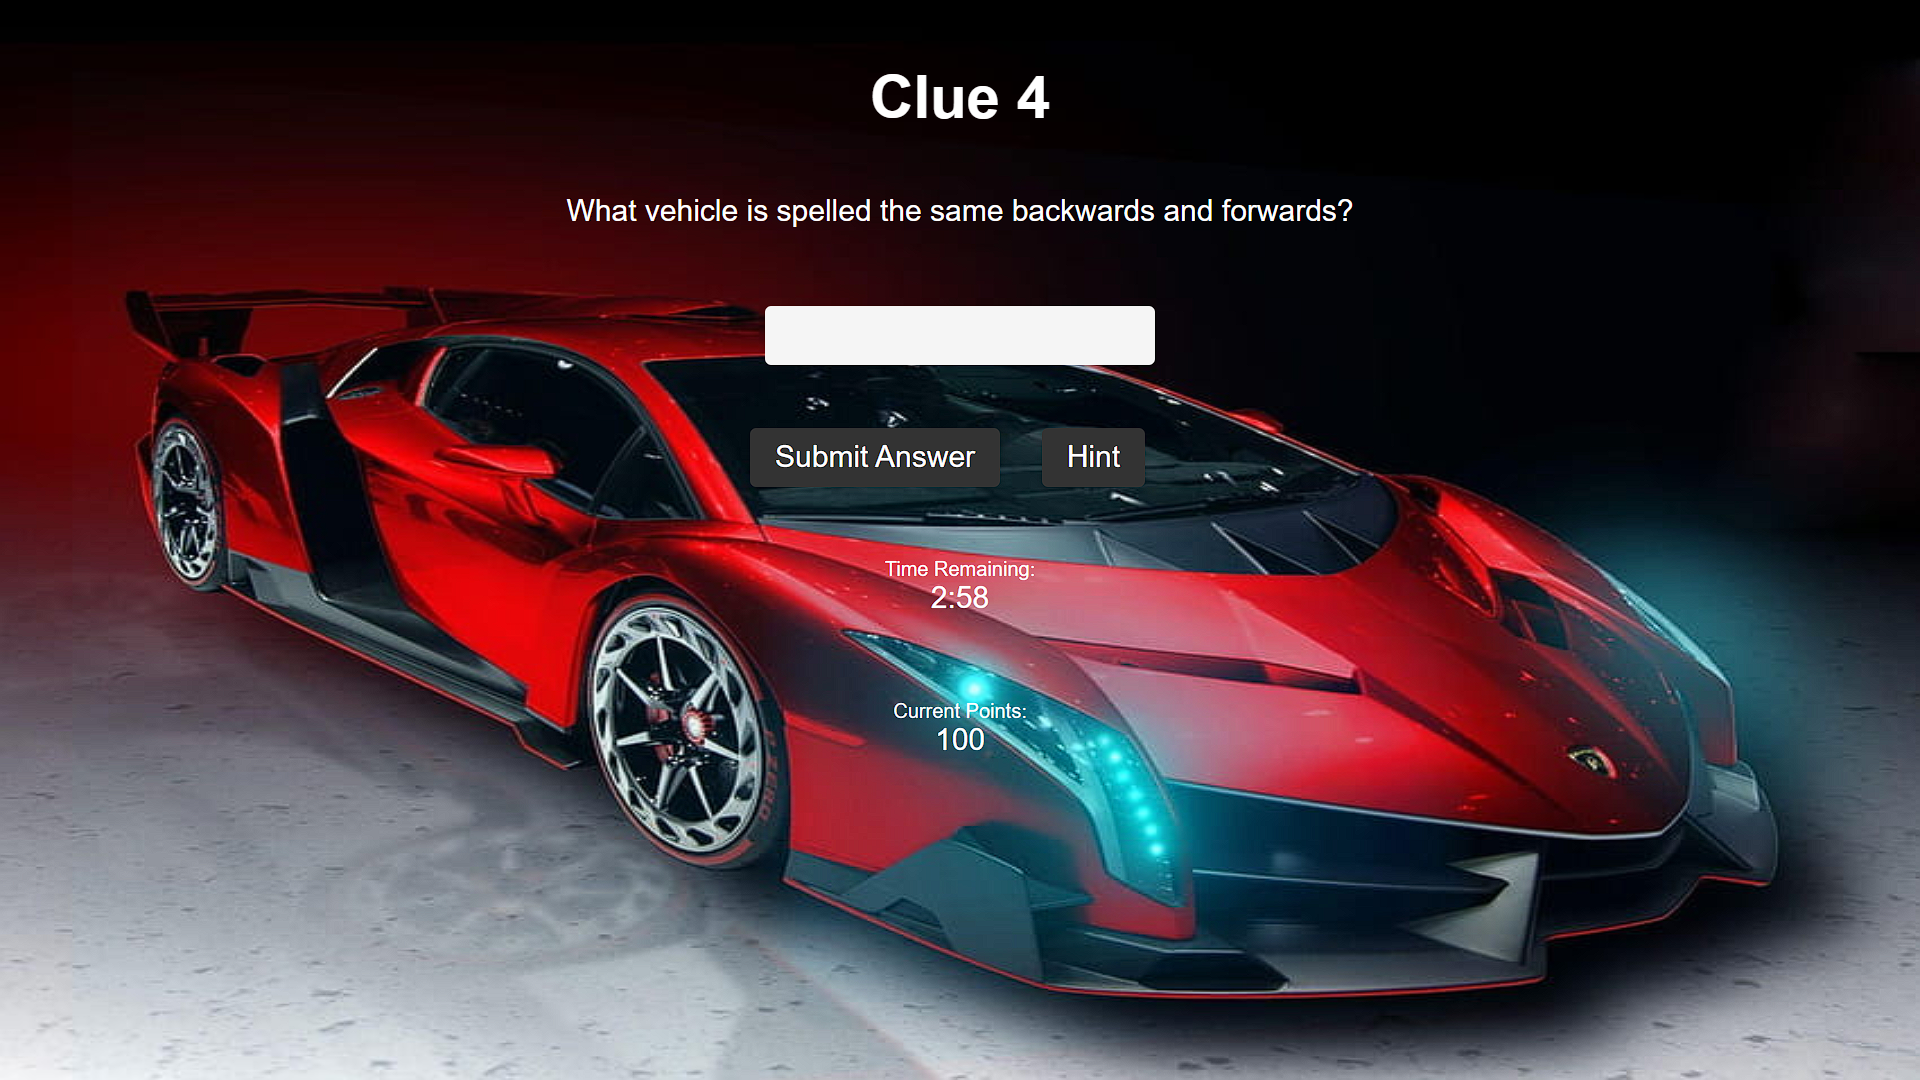 Clue 4
What vehicle is spelled the same backwards and forwards?
Submit Answer
Hint
Time Remaining:
2:58
Current Points:
100